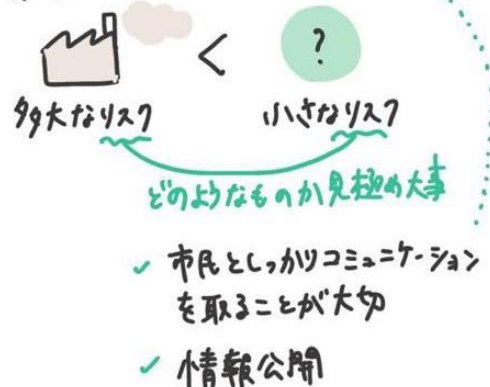 < ?
多大なリスク 小さなリスク
どのようなものか見極め大事
✓ 市民としっかりコミュニケーション
を取ることが大切
✓ 情報公開